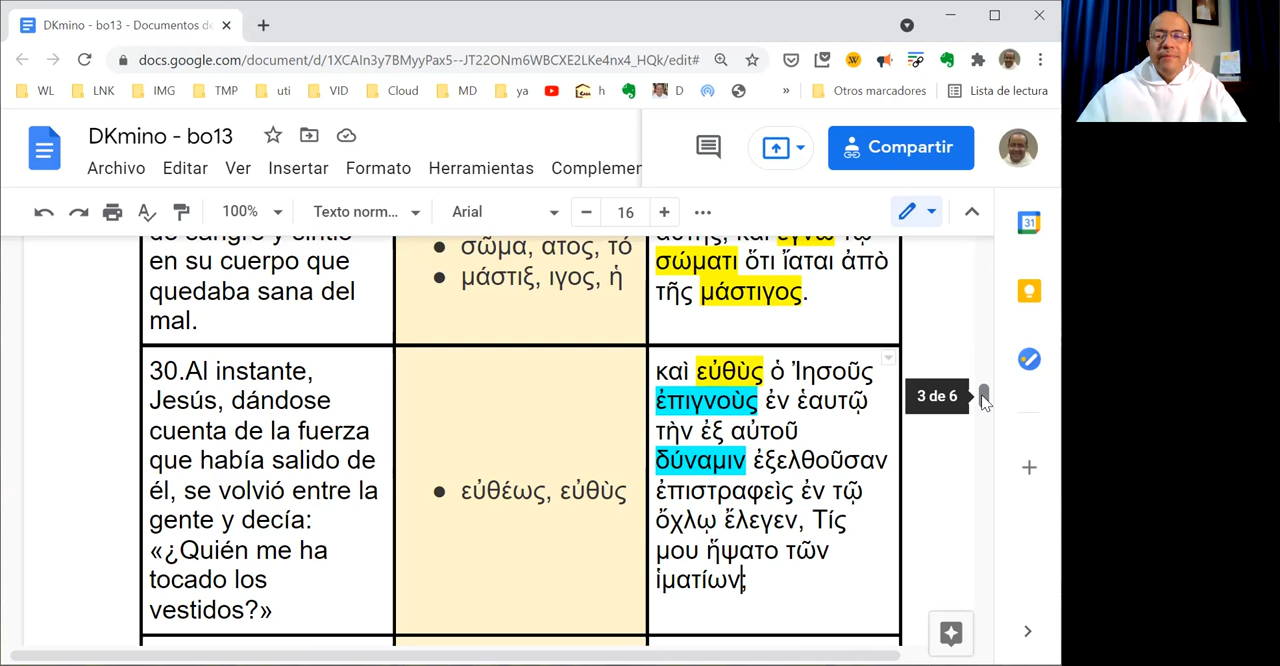 DKmino - bo13 - Documentos de
docs.google.com/document/d/1XCAIn3y7BMyyPax5--JT22ONm6WBCXE2LKe4nx4_HQk/edit#
WL LNK IMG TMP uti VID Cloud MD ya h D » Otros marcadores Lista de lectura
DKmino - bo13
Compartir
Archivo Editar Ver Insertar Formato Herramientas Complemen
100% Texto norm... Arial 16
31
en su cuerpo que
quedaba sana del
mal.
● σῶμα, ατος, τό
● μάστιξ, ιγος, ἡ
σώματι ὅτι ἴαται ἀπὸ
τῆς μάστιγος.
30.Al instante,
Jesús, dándose
cuenta de la fuerza
que había salido de
él, se volvió entre la
gente y decía:
«¿Quién me ha
tocado los
vestidos?»
● εὐθέως, εὐθὺς
καὶ εὐθὺς ὁ Ἰησοῦς
ἐπιγνοὺς ἐν ἑαυτῷ
τὴν ἐξ αὐτοῦ
δύναμιν ἐξελθοῦσαν
ἐπιστραφεὶς ἐν τῷ
ὄχλῳ ἔλεγεν, Τίς
μου ἥψατο τῶν
ἱματίων;
3 de 6